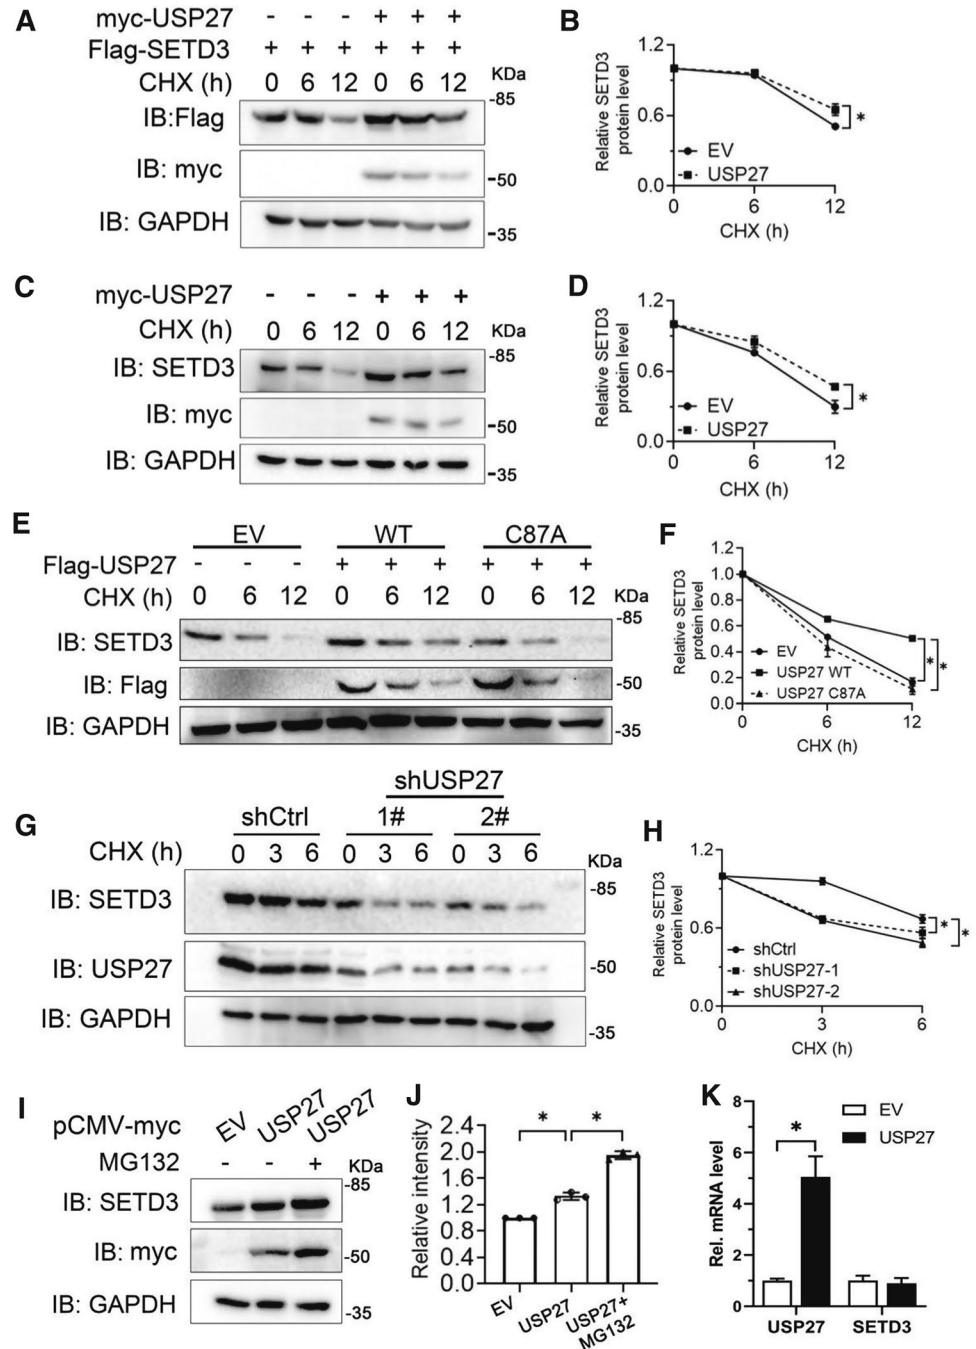 A
myc-USP27 - - - + + +
Flag-SETD3 + + + + + +
CHX (h) 0 6 12 0 6 12 KDa
IB:Flag -85
IB: myc -50
IB: GAPDH -35
B
Relative SETD3
protein level
1.2
0.6
0.0
EV
USP27
*
0 6 12
CHX (h)
C
myc-USP27 - - - + + +
CHX (h) 0 6 12 0 6 12 KDa
IB: SETD3 -85
IB: myc -50
IB: GAPDH -35
D
Relative SETD3
protein level
1.2
0.6
0.0
EV
USP27
*
0 6 12
CHX (h)
E
EV WT C87A
Flag-USP27 - - - + + + + + +
CHX (h) 0 6 12 0 6 12 0 6 12 KDa
IB: SETD3 -85
IB: Flag -50
IB: GAPDH -35
F
Relative SETD3
protein level
1.2
1.0
0.8
0.6
0.4
0.2
0.0
EV
USP27 WT
USP27 C87A
* *
0 6 12
CHX (h)
G
shUSP27
shCtrl 1# 2#
CHX (h) 0 3 6 0 3 6 0 3 6 KDa
IB: SETD3 -85
IB: USP27 -50
IB: GAPDH -35
H
Relative SETD3
protein level
1.2
0.6
0.0
shCtrl
shUSP27-1
shUSP27-2
* *
0 3 6
CHX (h)
I
pCMV-myc EV USP27 USP27
MG132 - - + KDa
IB: SETD3 -85
IB: myc -50
IB: GAPDH -35
J
Relative intensity
2.4
2.0
1.6
1.2
0.8
0.4
0.0
* *
EV USP27 USP27+
MG132
K
Rel. mRNA level
8
6
4
2
0
EV
USP27
*
USP27 SETD3